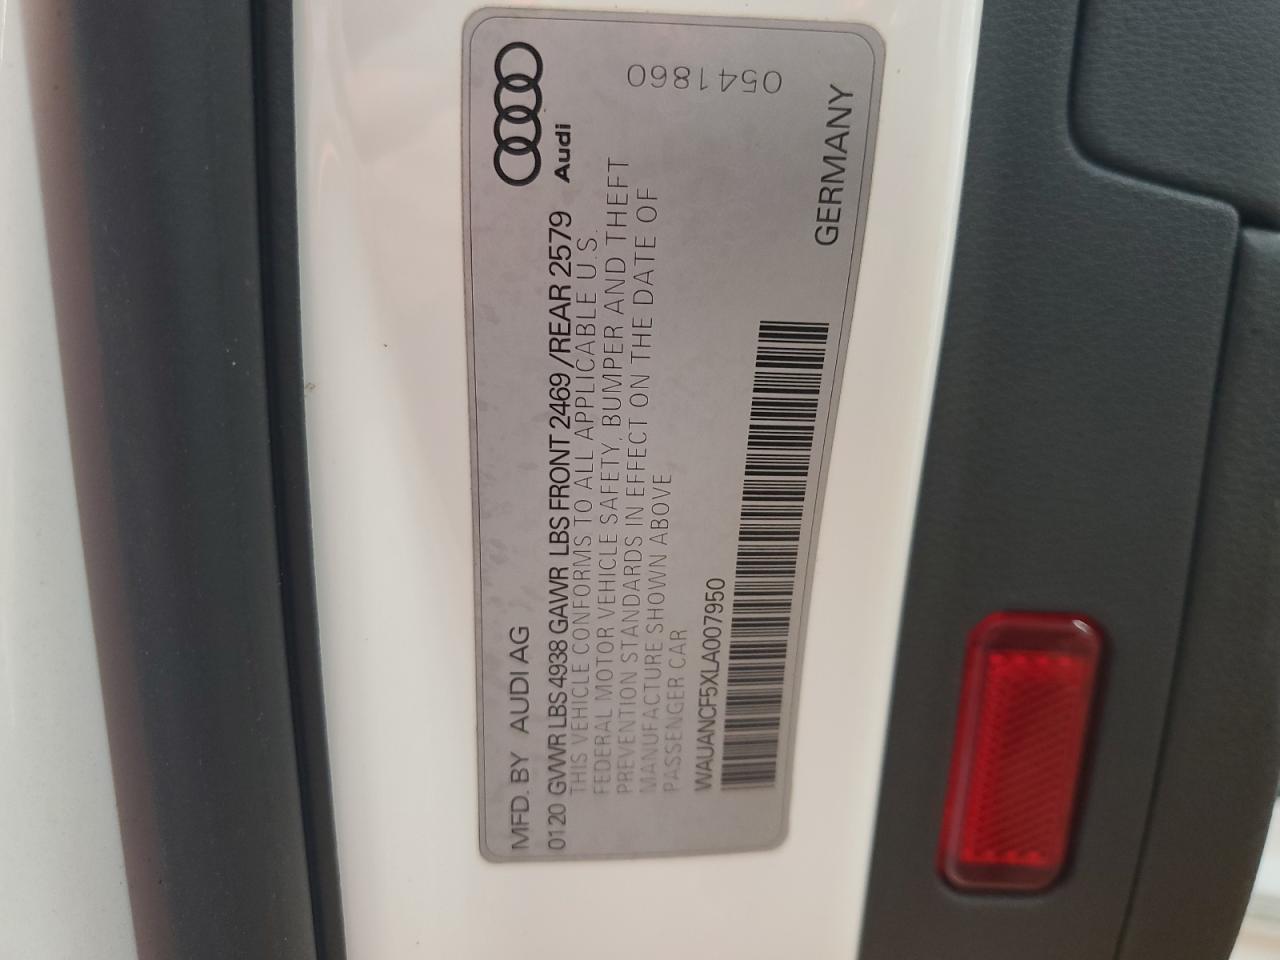 MFD. BY AUDI AG
0120 GVWR LBS 4938 GAWR LBS FRONT 2469 /REAR 2579
Audi
THIS VEHICLE CONFORMS TO ALL APPLICABLE U.S.
FEDERAL MOTOR VEHICLE SAFETY, BUMPER AND THEFT
PREVENTION STANDARDS IN EFFECT ON THE DATE OF
MANUFACTURE SHOWN ABOVE
PASSENGER CAR
WAUANCF5XLA007950
GERMANY
0541860